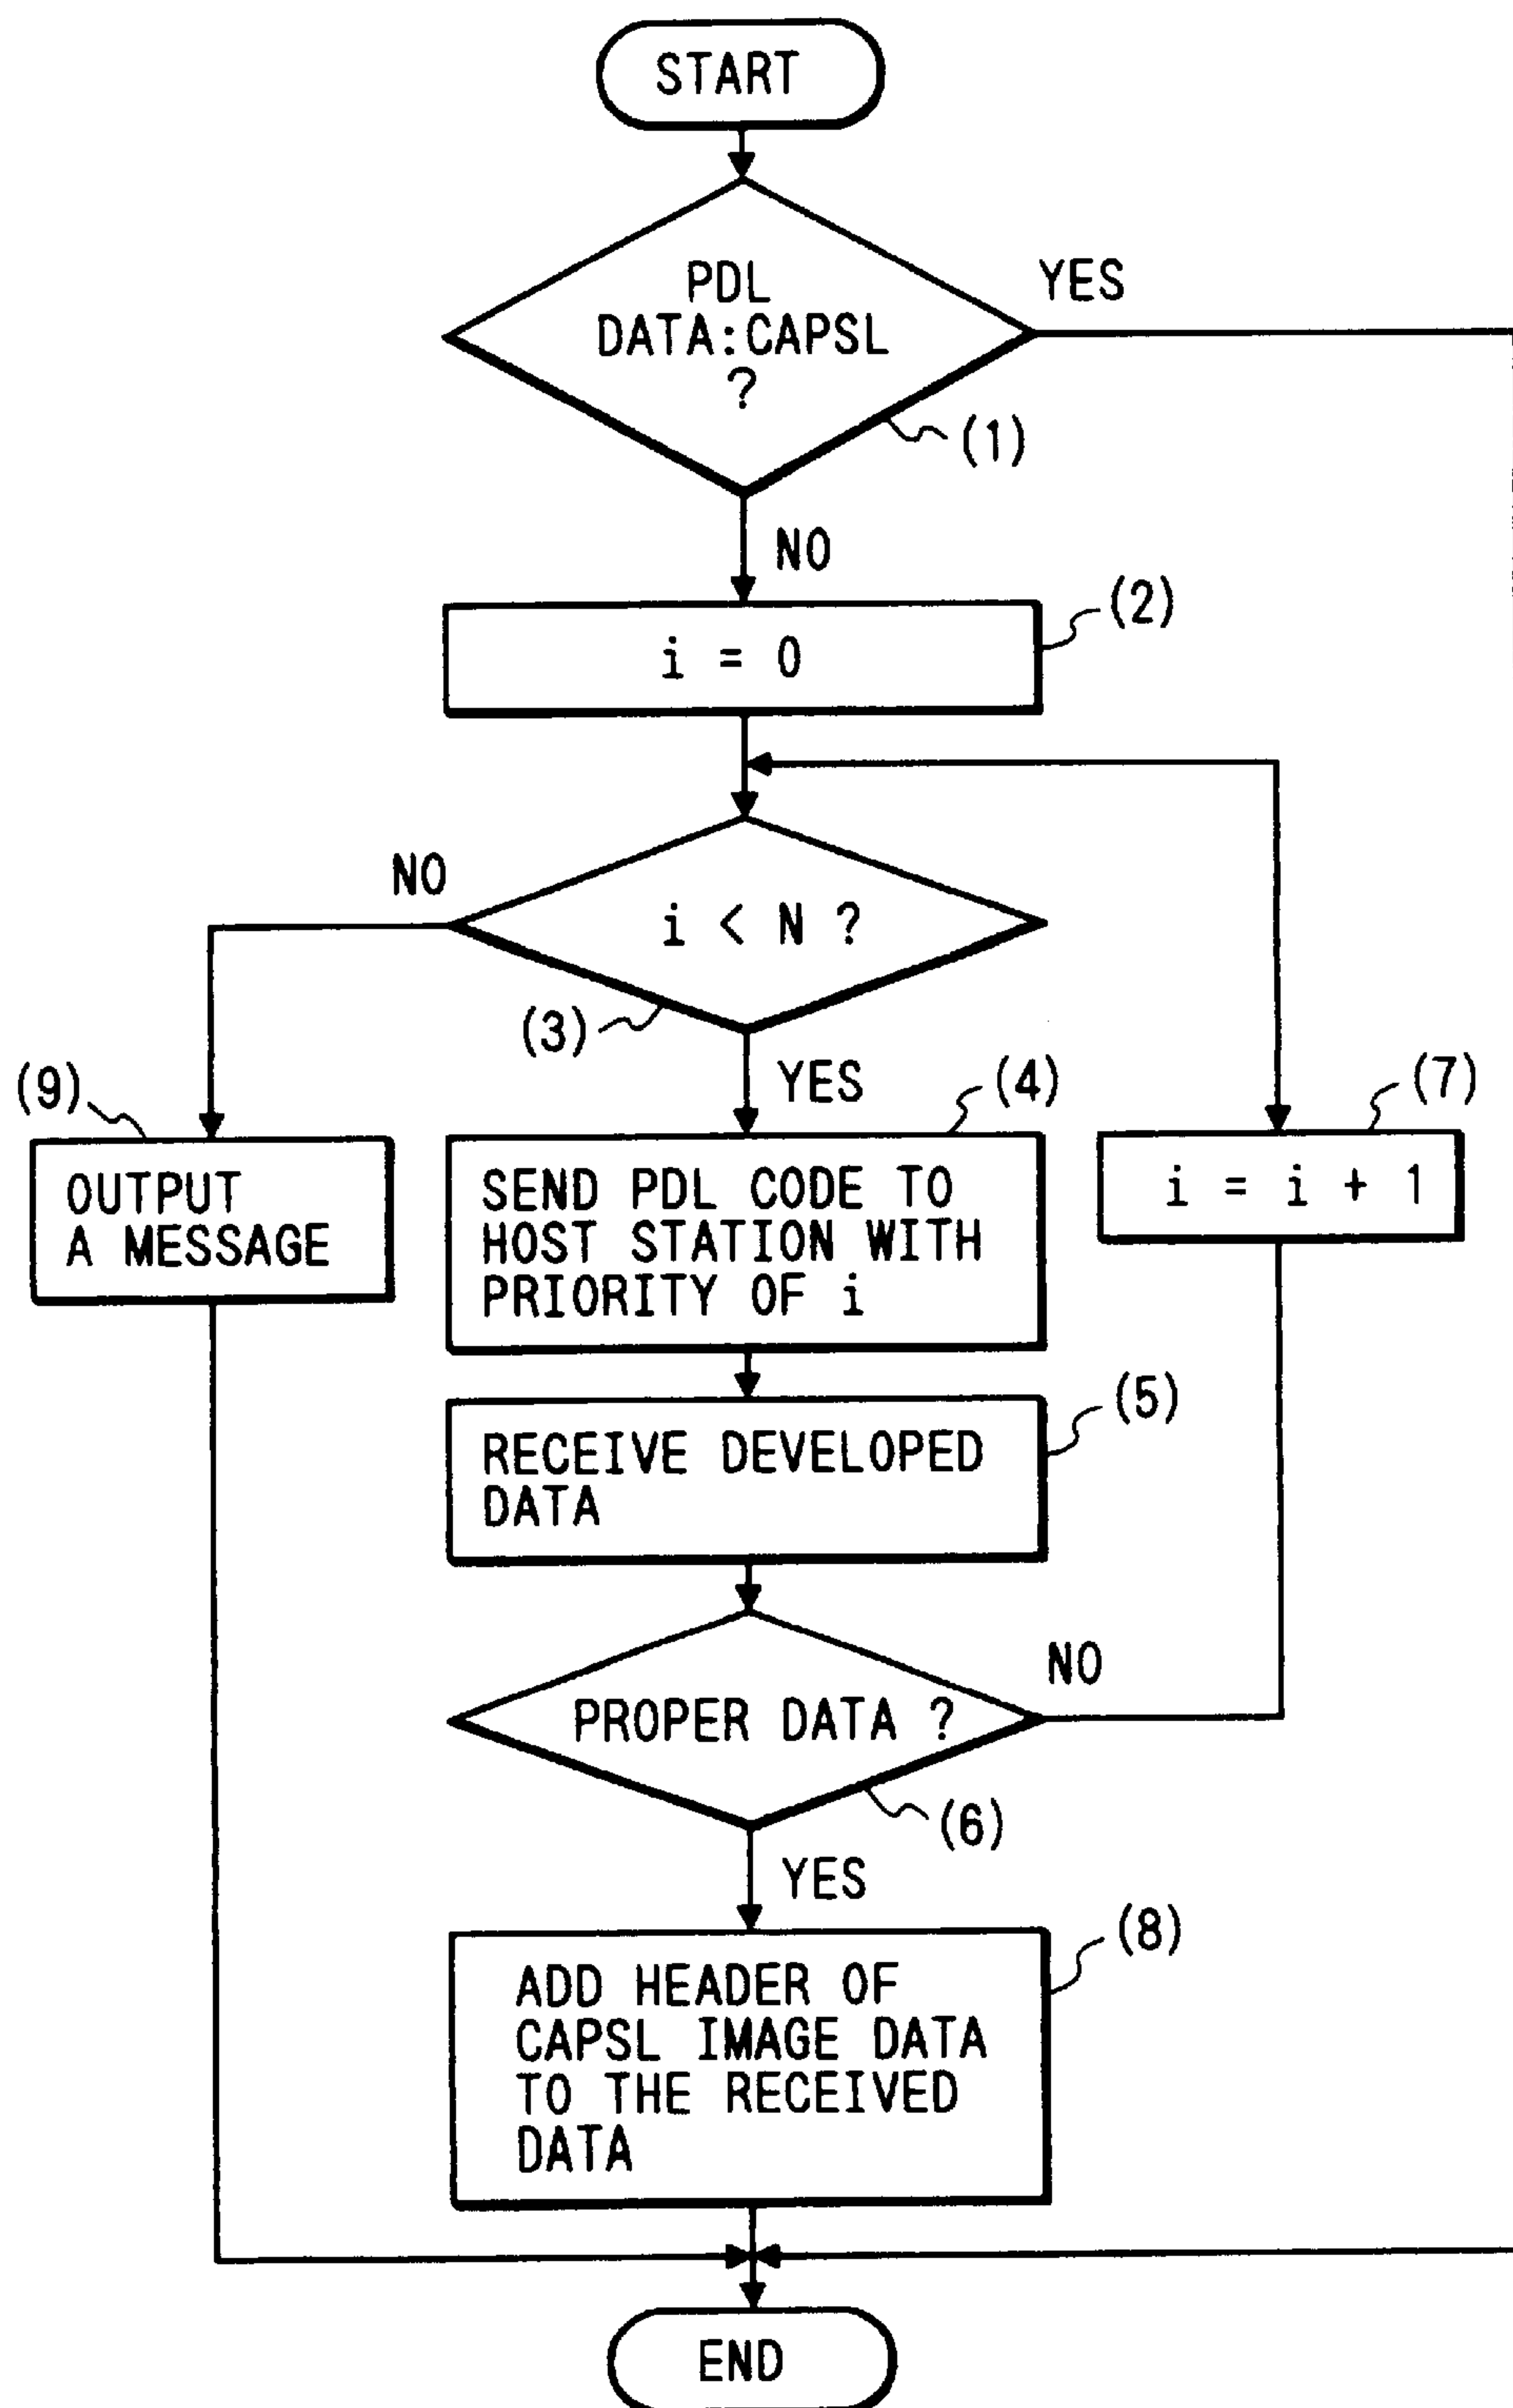 START
PDL
DATA:CAPSL
?
YES
(1)
NO
(2)
i = 0
NO
i < N ?
(3)
YES
(9)
OUTPUT
A MESSAGE
(4)
SEND PDL CODE TO
HOST STATION WITH
PRIORITY OF i
(7)
i = i + 1
(5)
RECEIVE DEVELOPED
DATA
PROPER DATA ?
NO
(6)
YES
(8)
ADD HEADER OF
CAPSL IMAGE DATA
TO THE RECEIVED
DATA
END